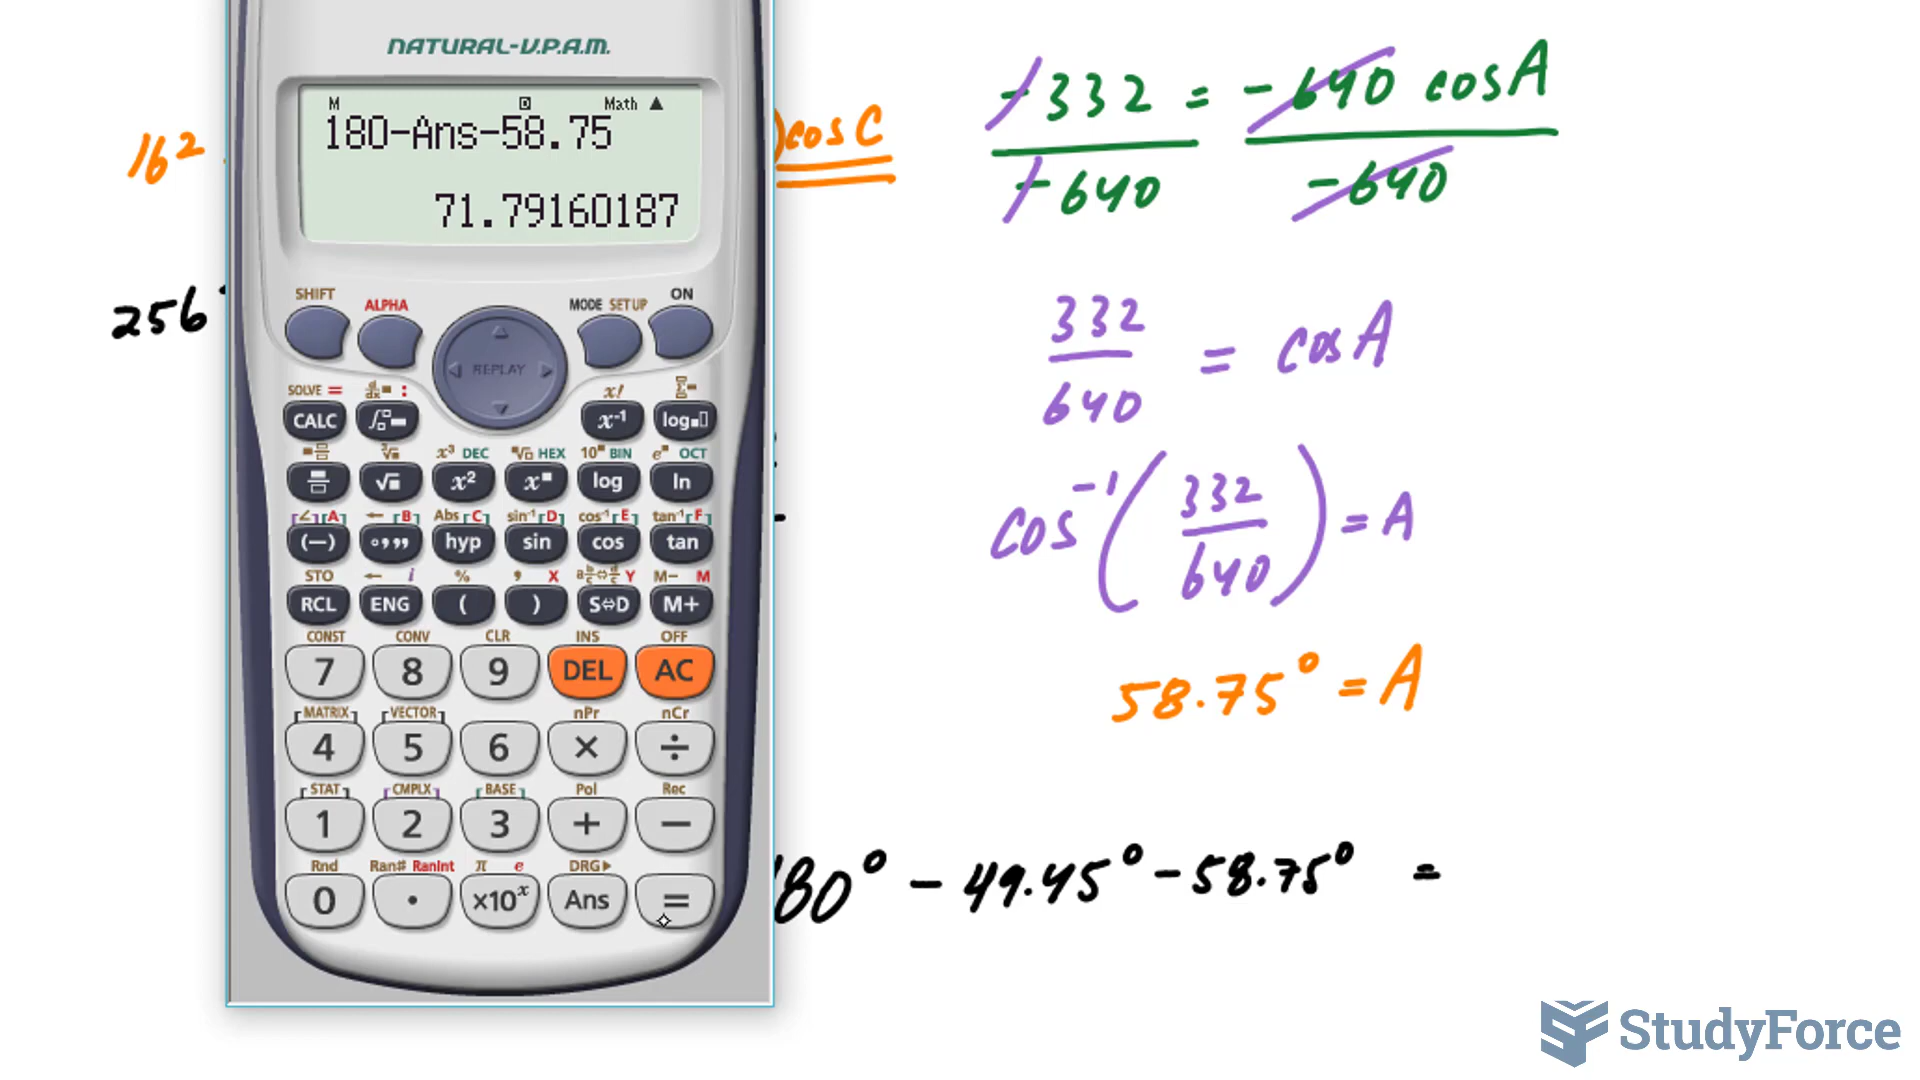 NATURAL-V.P.A.M.
M D Math ▲
180-Ans-58.75
71.79160187
SHIFT ALPHA MODE SETUP ON
REPLAY
SOLVE = d/dx : x! Σ
CALC x⁻¹ log
x³ DEC HEX 10 BIN e OCT
√ x² x log ln
∠ A ← B Abs C sin⁻¹ D cos⁻¹ E tan⁻¹ F
(−) °,,, hyp sin cos tan
STO ← i % , X Y M− M
RCL ENG ( ) S⇔D M+
CONST CONV CLR INS OFF
7 8 9 DEL AC
MATRIX VECTOR nPr nCr
4 5 6 × ÷
STAT CMPLX BASE Pol Rec
1 2 3 + −
Rnd Ran# RanInt π e DRG▶
0 • ×10ˣ Ans =
16²
)cos C
256
-332 = -640 cosA
-640 -640
332
= cosA
640
cos⁻¹(332/640) = A
58.75° = A
180° - 49.45° - 58.75° =
StudyForce